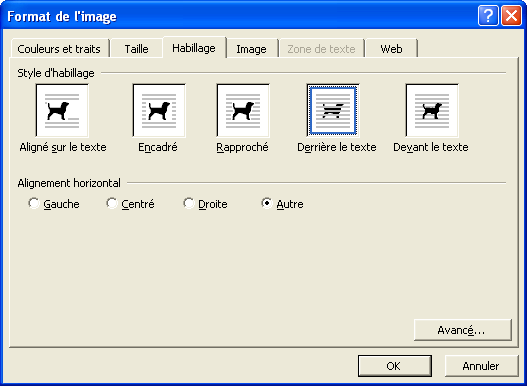 Format de l'image
Couleurs et traits Taille Habillage Image Zone de texte Web
Style d'habillage
Aligné sur le texte Encadré Rapproché Derrière le texte Devant le texte
Alignement horizontal
Gauche Centré Droite Autre
Avancé...
OK Annuler